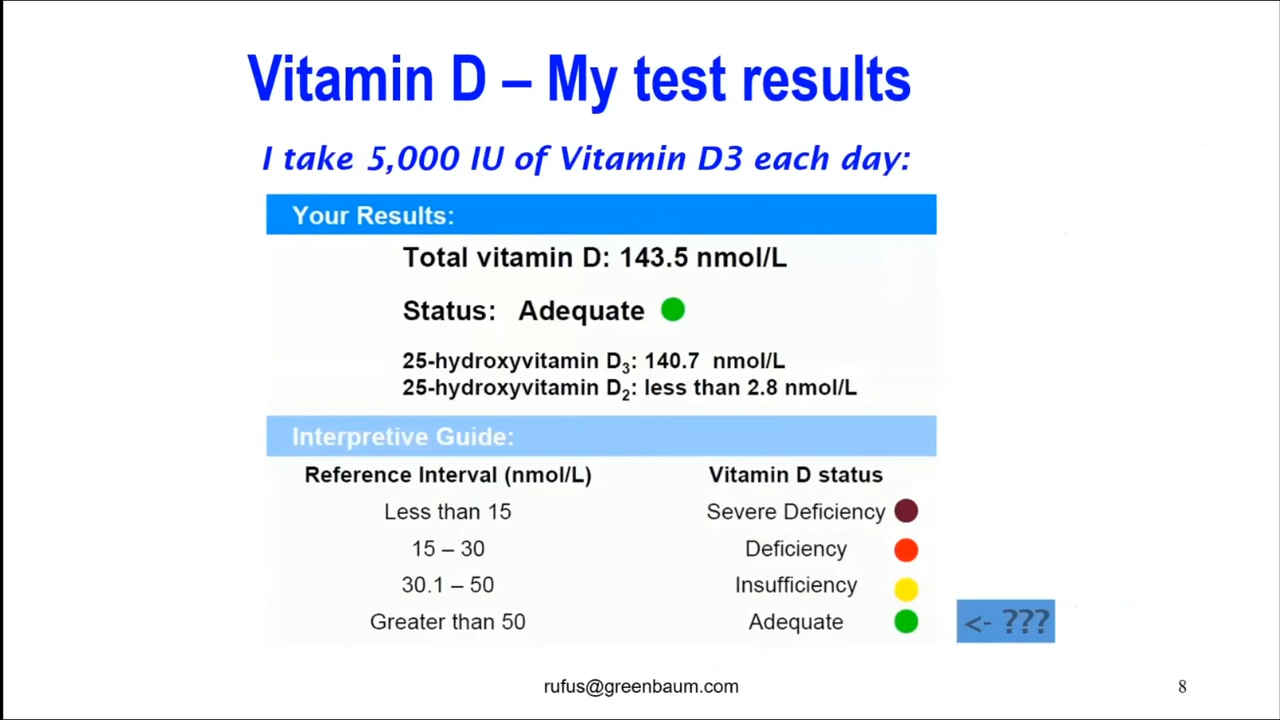 Vitamin D – My test results
I take 5,000 IU of Vitamin D3 each day:
Your Results:
Total vitamin D: 143.5 nmol/L
Status: Adequate
25-hydroxyvitamin D₃: 140.7 nmol/L
25-hydroxyvitamin D₂: less than 2.8 nmol/L
Interpretive Guide:
Reference Interval (nmol/L) Vitamin D status
Less than 15 Severe Deficiency
15 – 30 Deficiency
30.1 – 50 Insufficiency
Greater than 50 Adequate <- ???
rufus@greenbaum.com 8